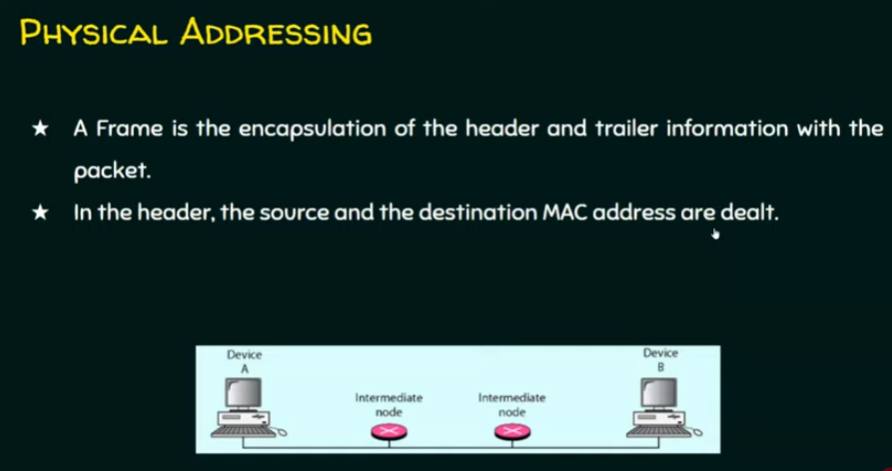 PHYSICAL ADDRESSING
★ A Frame is the encapsulation of the header and trailer information with the
packet.
★ In the header, the source and the destination MAC address are dealt.
Device
A
Device
B
Intermediate
node
Intermediate
node